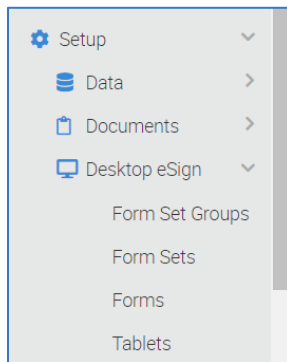 Setup
Data
Documents
Desktop eSign
Form Set Groups
Form Sets
Forms
Tablets